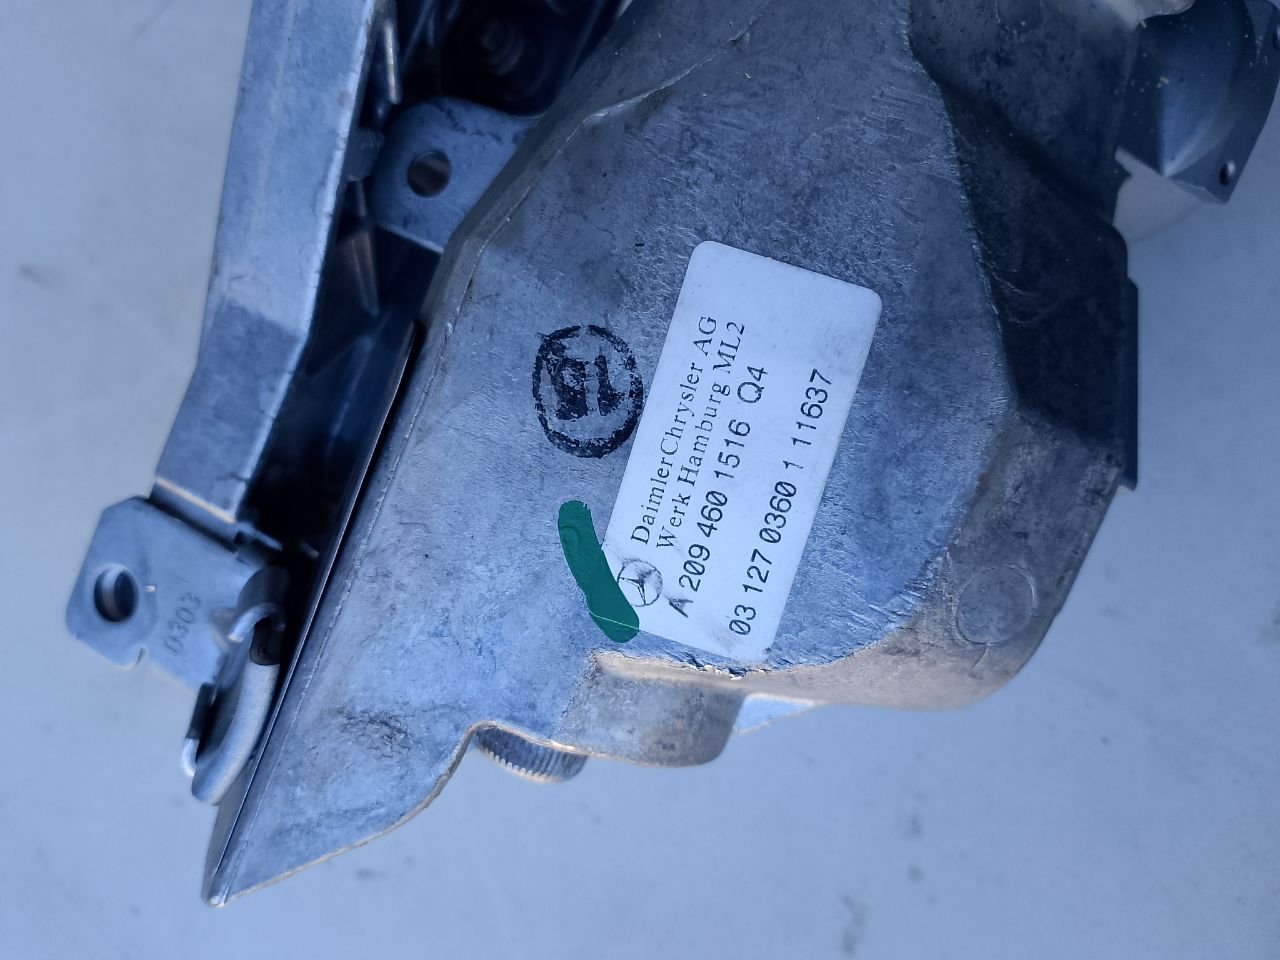 DaimlerChrysler AG
Werk Hamburg ML2
A 209 460 1516 Q4
03 127 0360 1 11637
0303